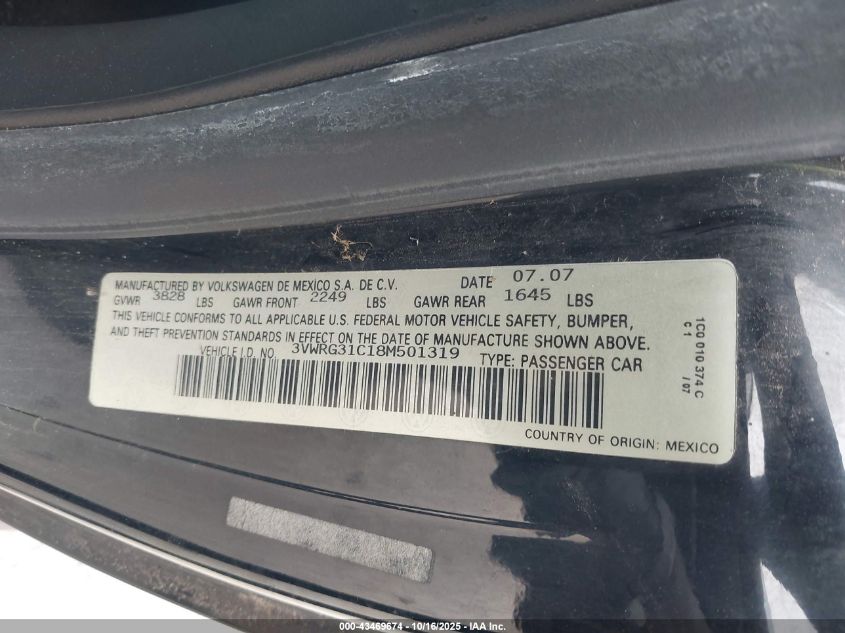 MANUFACTURED BY VOLKSWAGEN DE MEXICO S.A. DE C.V. DATE 07.07
GVWR 3828 LBS GAWR FRONT 2249 LBS GAWR REAR 1645 LBS
THIS VEHICLE CONFORMS TO ALL APPLICABLE U.S. FEDERAL MOTOR VEHICLE SAFETY, BUMPER,
AND THEFT PREVENTION STANDARDS IN EFFECT ON THE DATE OF MANUFACTURE SHOWN ABOVE.
VEHICLE I.D. NO. 3VWRG31C18M501319 TYPE: PASSENGER CAR
COUNTRY OF ORIGIN: MEXICO
1C0 010 374 C
C1 / 07
000-43469674 - 10/16/2025 - IAA Inc.